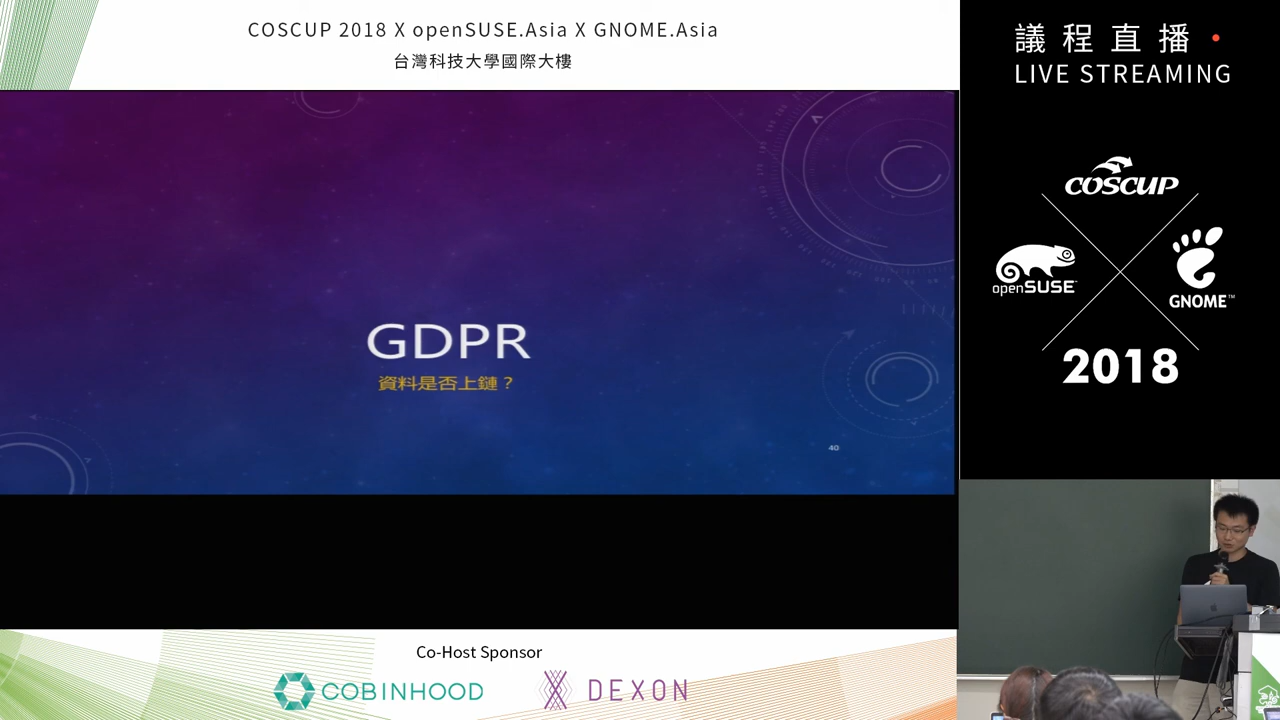 COSCUP 2018 X openSUSE.Asia X GNOME.Asia
台灣科技大學國際大樓
議程直播
LIVE STREAMING
COSCUP
openSUSE
GNOME™
2018
GDPR
資料是否上鏈？
40
Co-Host Sponsor
COBINHOOD
DEXON